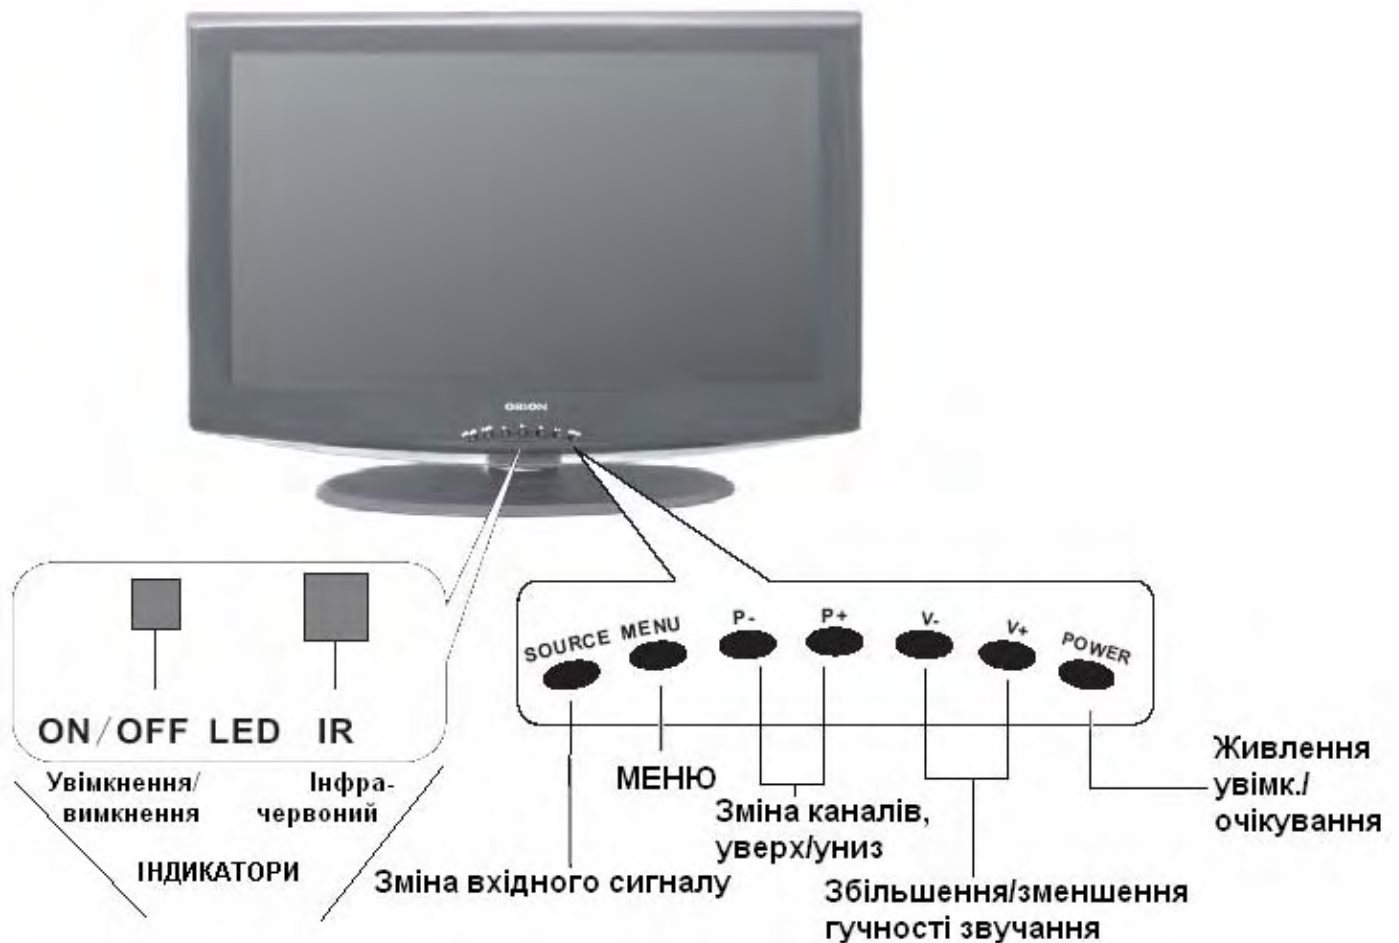 ORION
SOURCE MENU P- P+ V- V+ POWER
ON/OFF LED IR
Увімкнення/
вимкнення
Інфра-
червоний
ІНДИКАТОРИ
Зміна вхідного сигналу
МЕНЮ
Зміна каналів,
уверх/униз
Збільшення/зменшення
гучності звучання
Живлення
увімк./
очікування